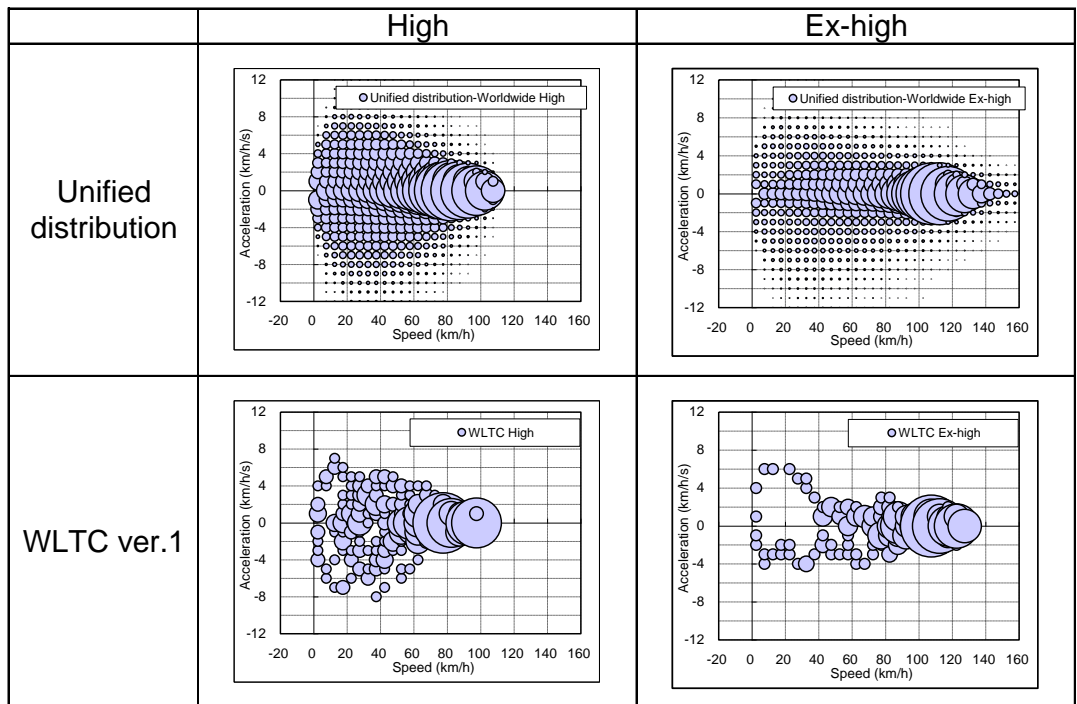 High
Ex-high
Unified
distribution
12
8
4
0
-4
-8
-12
Acceleration (km/h/s)
Unified distribution-Worldwide High
-20 0 20 40 60 80 100 120 140 160
Speed (km/h)
12
8
4
0
-4
-8
-12
Acceleration (km/h/s)
Unified distribution-Worldwide Ex-high
-20 0 20 40 60 80 100 120 140 160
Speed (km/h)
WLTC ver.1
12
8
4
0
-4
-8
-12
Acceleration (km/h/s)
WLTC High
-20 0 20 40 60 80 100 120 140 160
Speed (km/h)
12
8
4
0
-4
-8
-12
Acceleration (km/h/s)
WLTC Ex-high
-20 0 20 40 60 80 100 120 140 160
Speed (km/h)